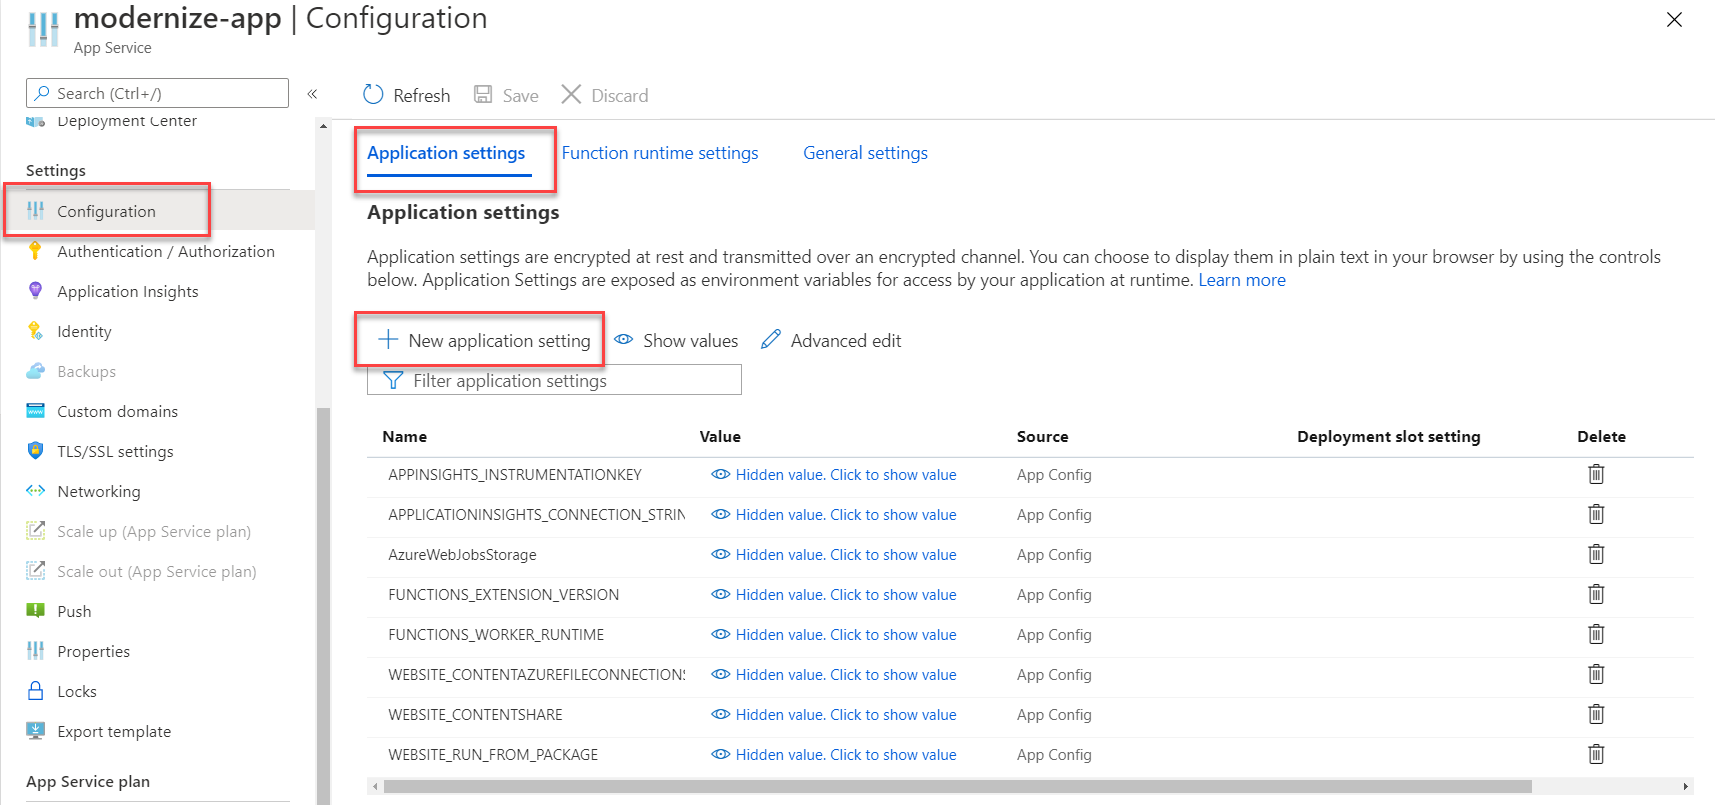 modernize-app | Configuration
App Service
Search (Ctrl+/)
«
Refresh
Save
Discard
Deployment Center
Settings
Configuration
Authentication / Authorization
Application Insights
Identity
Backups
Custom domains
TLS/SSL settings
Networking
Scale up (App Service plan)
Scale out (App Service plan)
Push
Properties
Locks
Export template
App Service plan
Application settings
Function runtime settings
General settings
Application settings
Application settings are encrypted at rest and transmitted over an encrypted channel. You can choose to display them in plain text in your browser by using the controls
below. Application Settings are exposed as environment variables for access by your application at runtime. Learn more
New application setting
Show values
Advanced edit
Filter application settings
Name Value Source Deployment slot setting Delete
APPINSIGHTS_INSTRUMENTATIONKEY Hidden value. Click to show value App Config
APPLICATIONINSIGHTS_CONNECTION_STRIN Hidden value. Click to show value App Config
AzureWebJobsStorage Hidden value. Click to show value App Config
FUNCTIONS_EXTENSION_VERSION Hidden value. Click to show value App Config
FUNCTIONS_WORKER_RUNTIME Hidden value. Click to show value App Config
WEBSITE_CONTENTAZUREFILECONNECTIONS Hidden value. Click to show value App Config
WEBSITE_CONTENTSHARE Hidden value. Click to show value App Config
WEBSITE_RUN_FROM_PACKAGE Hidden value. Click to show value App Config